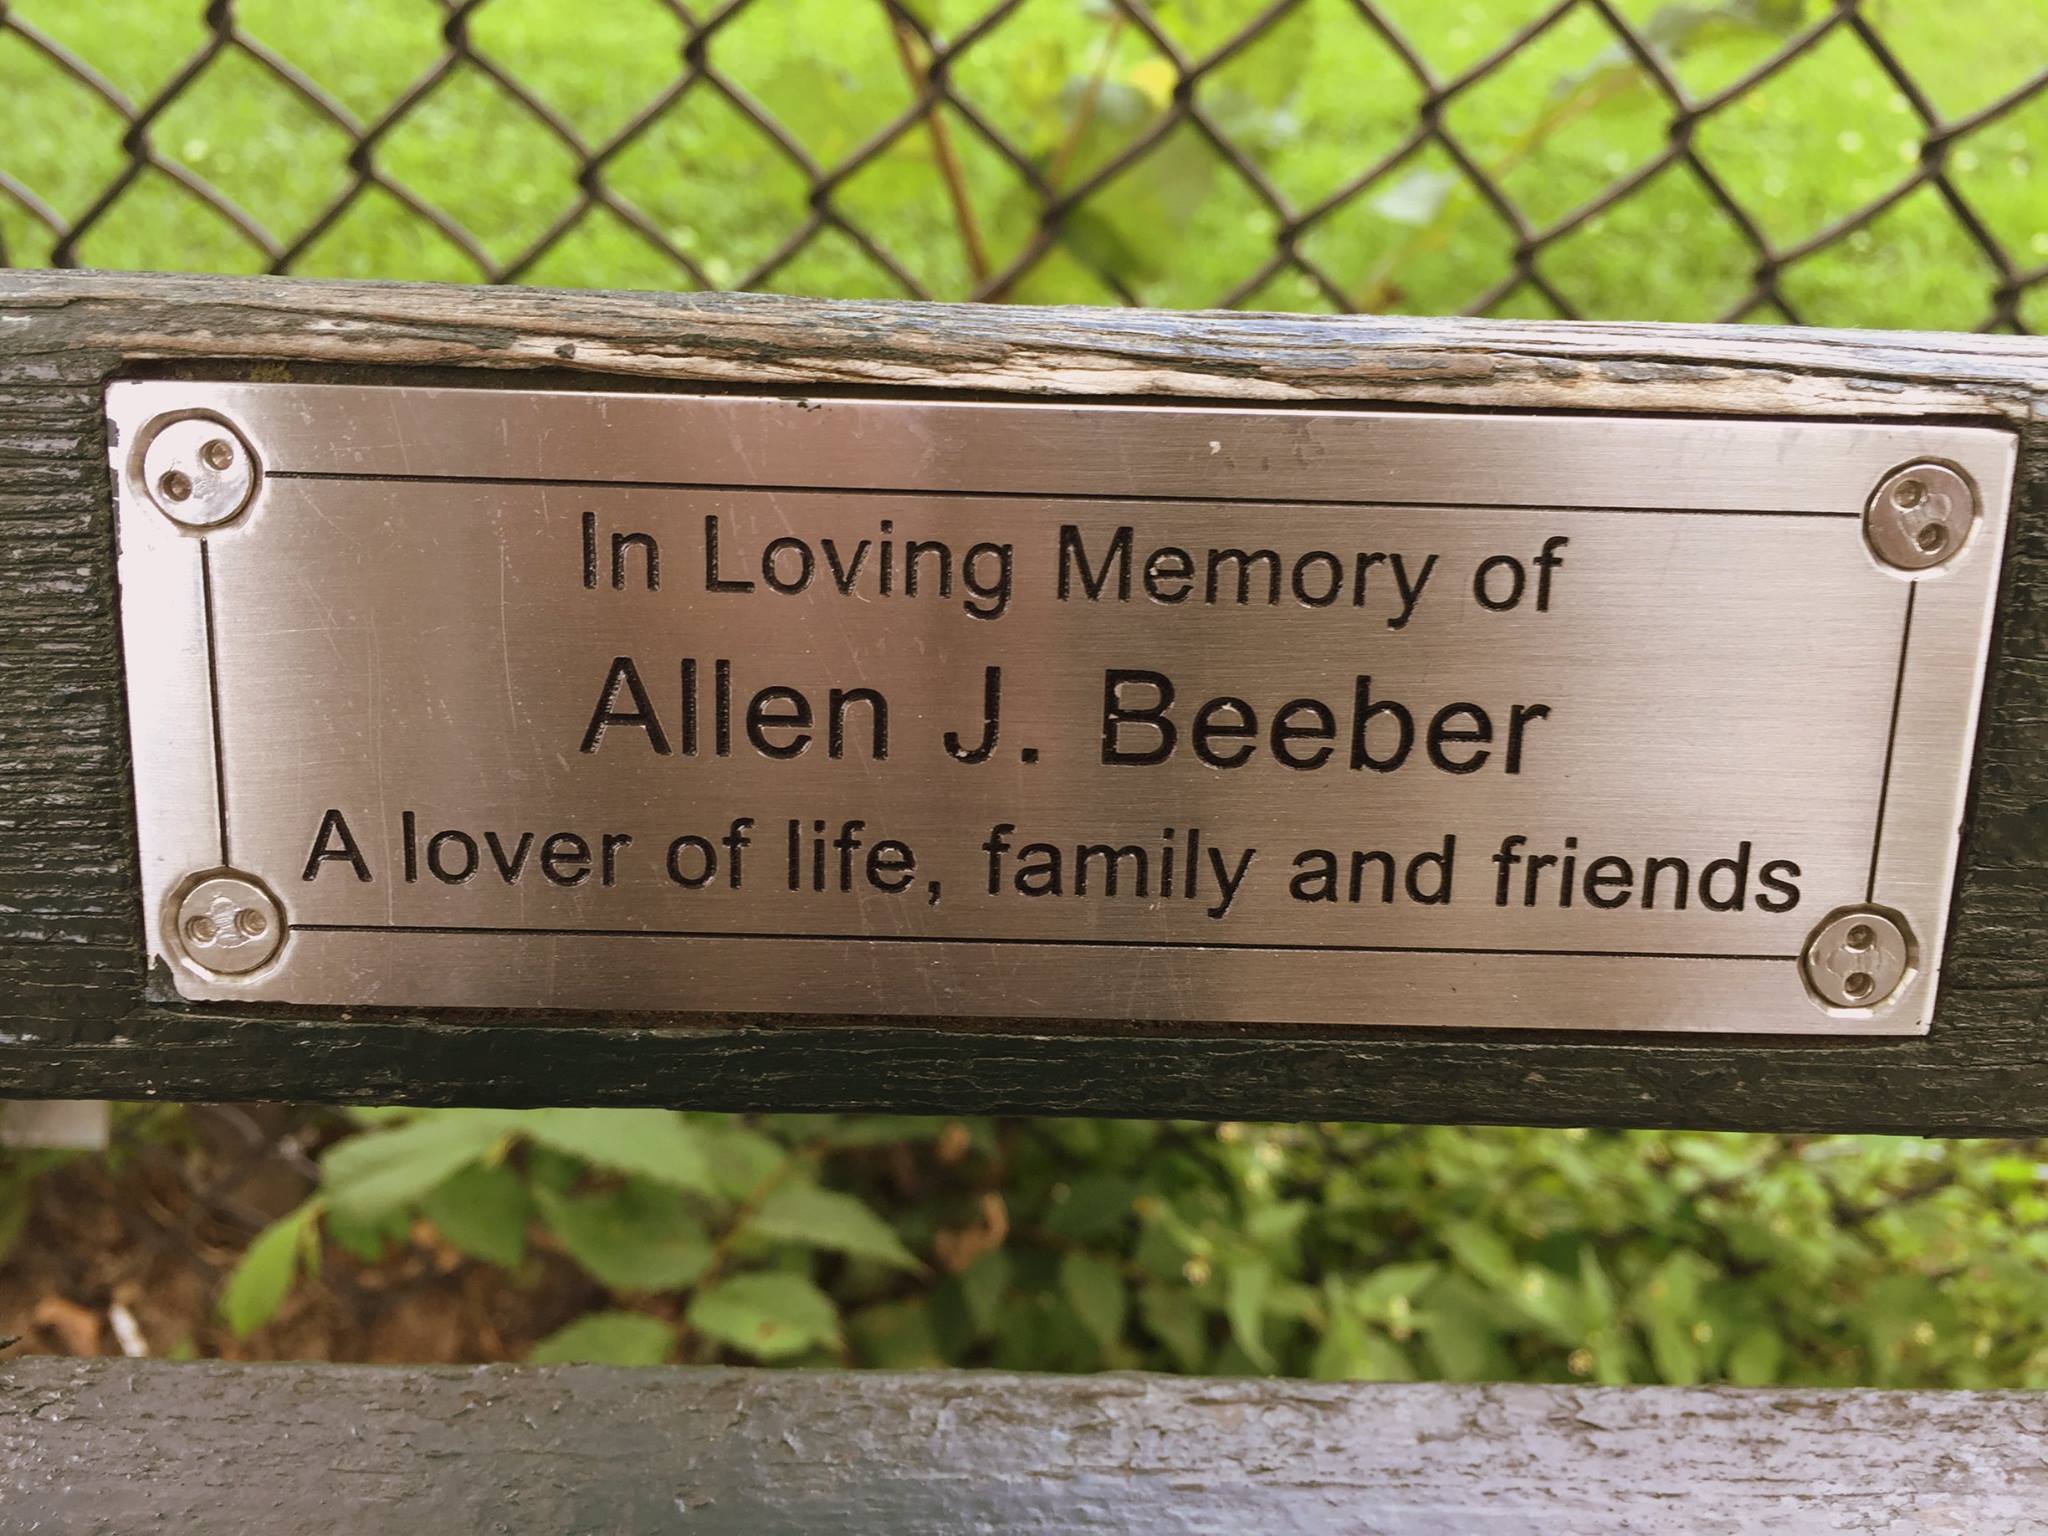 In Loving Memory of
Allen J. Beeber
A lover of life, family and friends